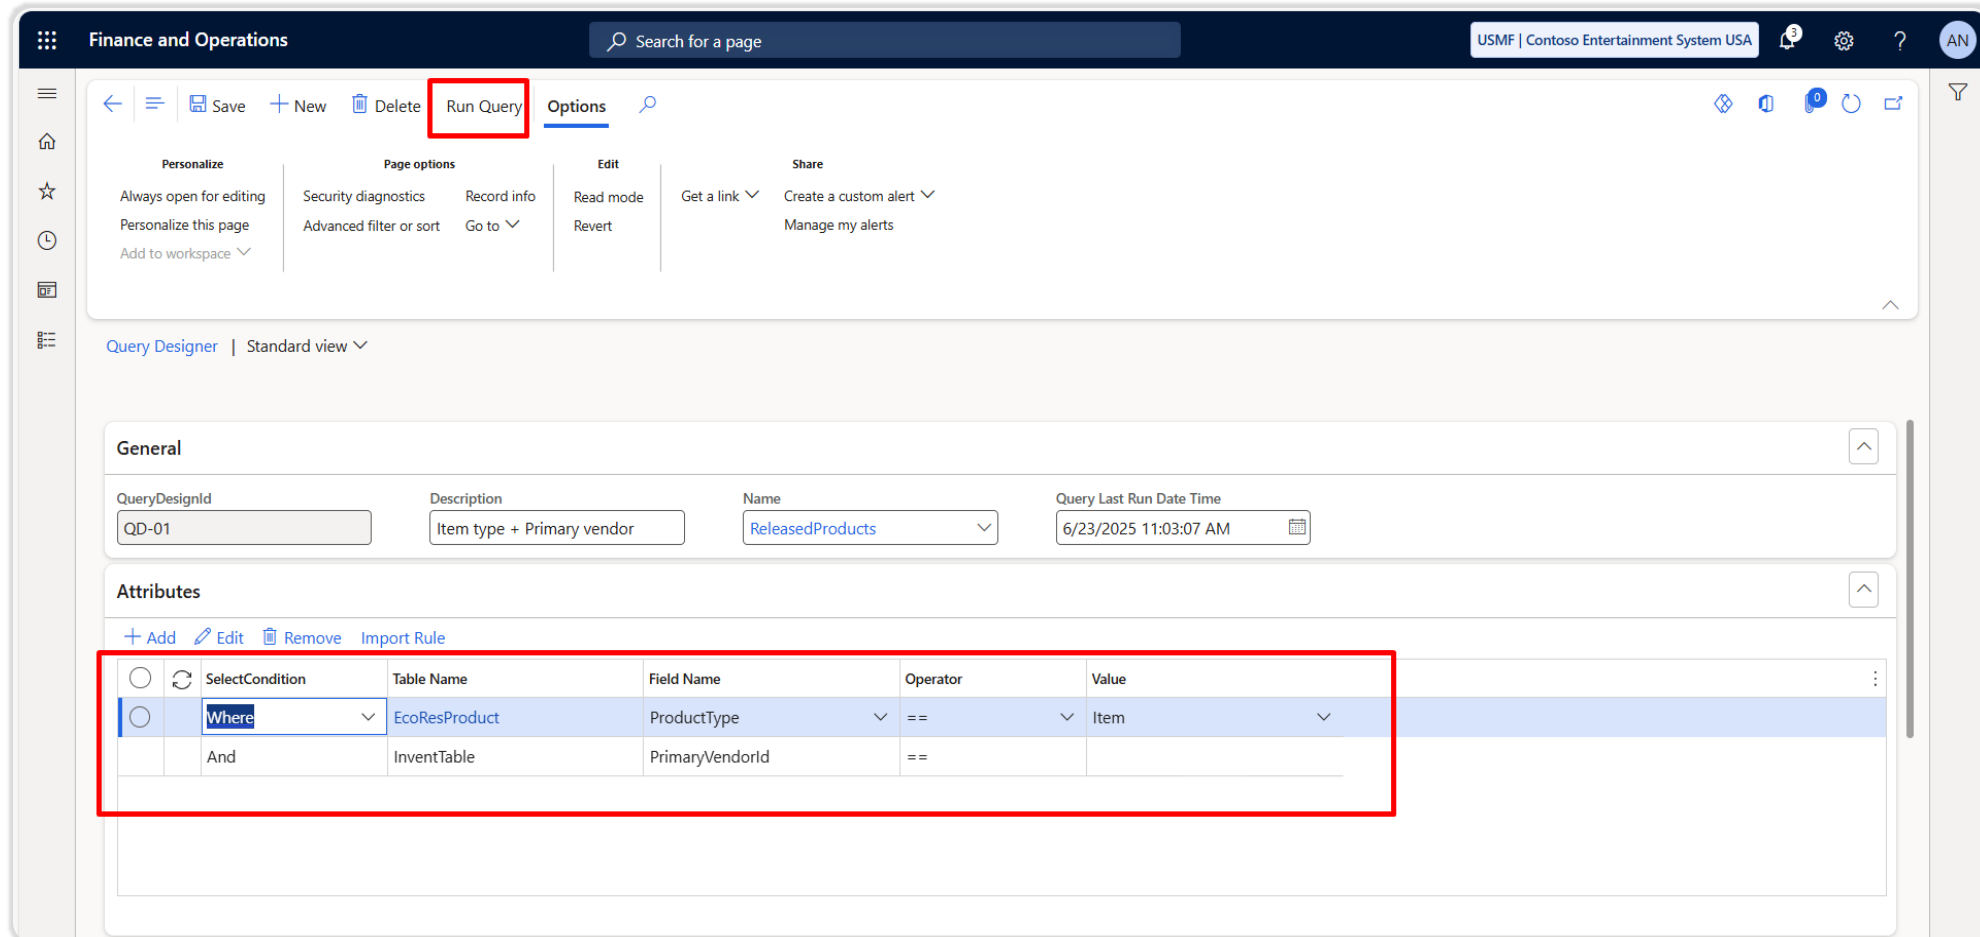 Finance and Operations
Search for a page
USMF | Contoso Entertainment System USA
3
?
AN
Save
New
Delete
Run Query
Options
0
Personalize
Page options
Edit
Share
Always open for editing
Security diagnostics
Record info
Read mode
Get a link
Create a custom alert
Personalize this page
Advanced filter or sort
Go to
Revert
Manage my alerts
Add to workspace
Query Designer | Standard view
General
QueryDesignId
Description
Name
Query Last Run Date Time
QD-01
Item type + Primary vendor
ReleasedProducts
6/23/2025 11:03:07 AM
Attributes
Add
Edit
Remove
Import Rule
SelectCondition
Table Name
Field Name
Operator
Value
Where
EcoResProduct
ProductType
==
Item
And
InventTable
PrimaryVendorId
==